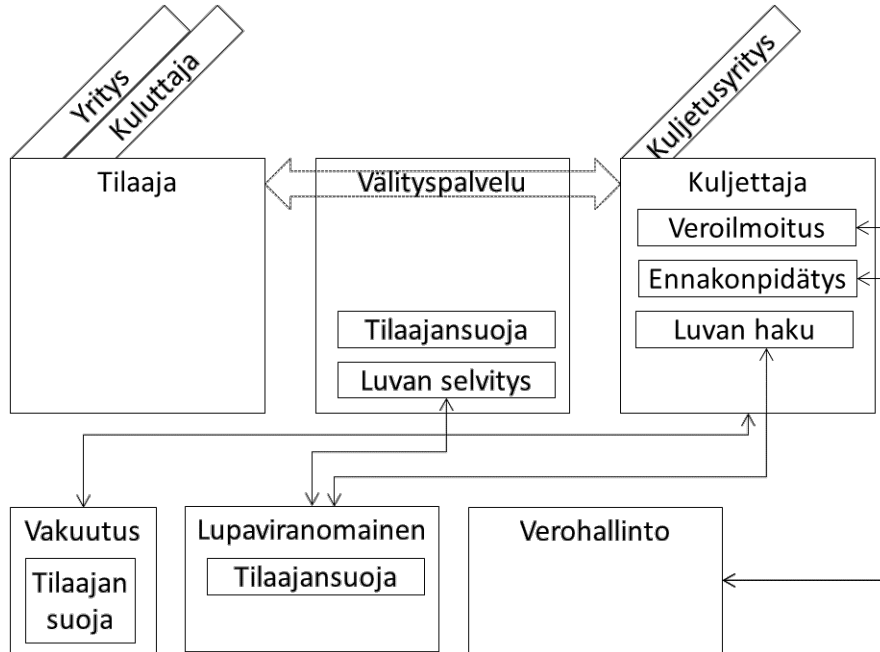 Yritys
Kuluttaja
Kuljetusyritys
Tilaaja
Välityspalvelu
Kuljettaja
Veroilmoitus
Ennakonpidätys
Tilaajansuoja
Luvan haku
Luvan selvitys
Vakuutus
Lupaviranomainen
Verohallinto
Tilaajan
suoja
Tilaajansuoja